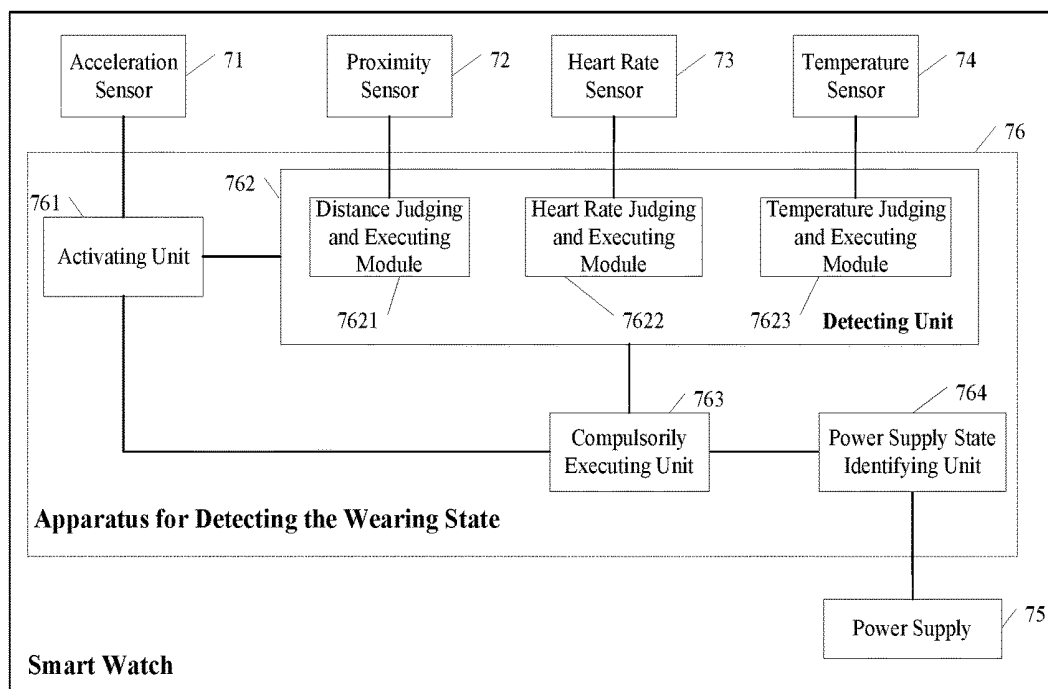 Acceleration
Sensor
71
Proximity
Sensor
72
Heart Rate
Sensor
73
Temperature
Sensor
74
76
761
Activating Unit
762
Distance Judging
and Executing
Module
7621
Heart Rate Judging
and Executing
Module
7622
Temperature Judging
and Executing
Module
7623
Detecting Unit
763
Compulsorily
Executing Unit
764
Power Supply State
Identifying Unit
Apparatus for Detecting the Wearing State
Power Supply
75
Smart Watch